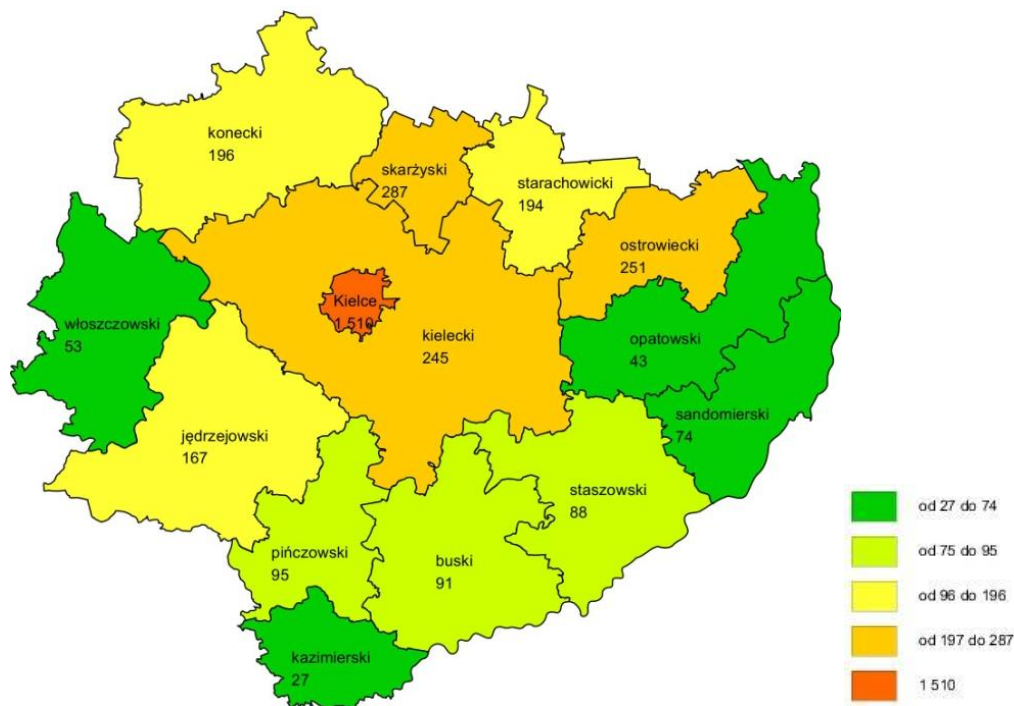 konecki
196
skarżyski
287
starachowicki
194
ostrowiecki
251
Kielce
1 510
włoszczowski
53
kielecki
245
opatowski
43
sandomierski
74
jędrzejowski
167
staszowski
88
pińczowski
95
buski
91
kazimierski
27
od 27 do 74
od 75 do 95
od 96 do 196
od 197 do 287
1 510